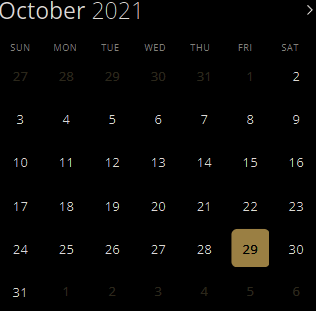 October 2021 >
SUN MON TUE WED THU FRI SAT
27 28 29 30 31 1 2
3 4 5 6 7 8 9
10 11 12 13 14 15 16
17 18 19 20 21 22 23
24 25 26 27 28 29 30
31 1 2 3 4 5 6